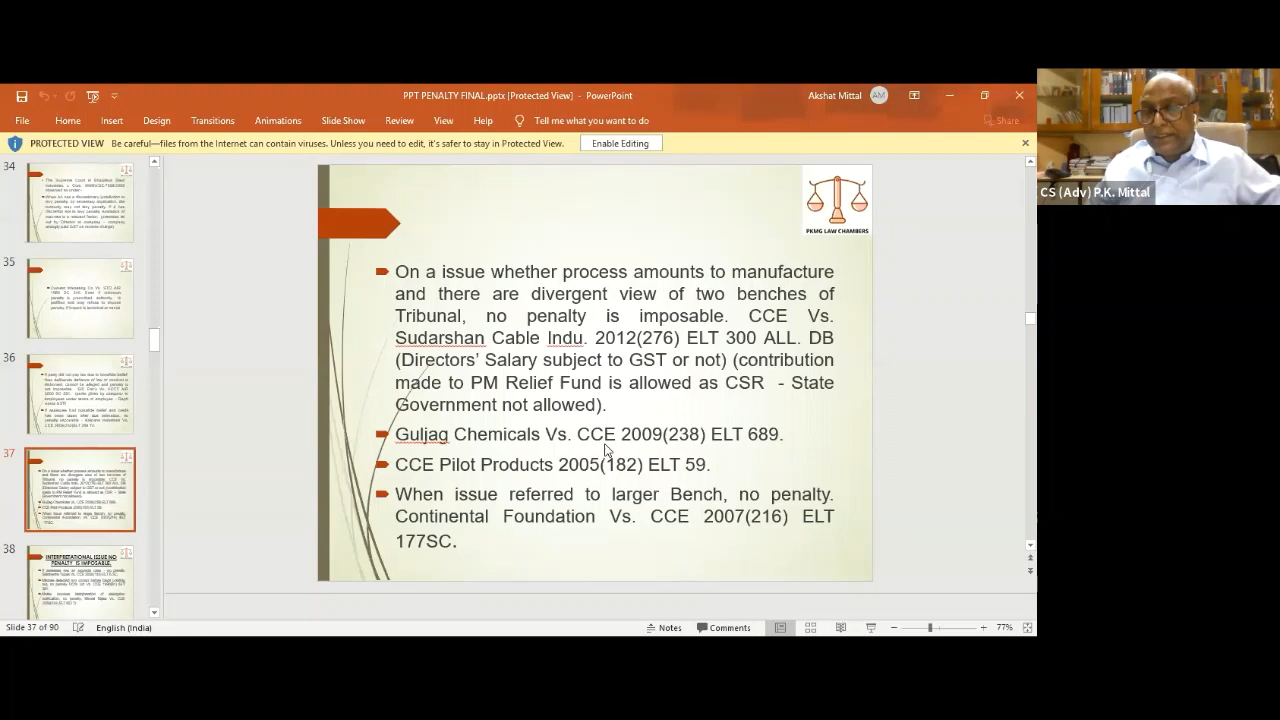 PPT PENALTY FINAL.pptx [Protected View] - PowerPoint
Akshat Mittal
AM
File Home Insert Design Transitions Animations Slide Show Review View Help Tell me what you want to do
Share
PROTECTED VIEW Be careful—files from the Internet can contain viruses. Unless you need to edit, it's safer to stay in Protected View.
Enable Editing
CS (Adv) P.K. Mittal
34
35
36
37
38
INTERPRETATIONAL ISSUE NO
PENALTY IS IMPOSABLE.
PKMG LAW CHAMBERS
On a issue whether process amounts to manufacture
and there are divergent view of two benches of
Tribunal, no penalty is imposable. CCE Vs.
Sudarshan Cable Indu. 2012(276) ELT 300 ALL. DB
(Directors' Salary subject to GST or not) (contribution
made to PM Relief Fund is allowed as CSR - State
Government not allowed).
Guljag Chemicals Vs. CCE 2009(238) ELT 689.
CCE Pilot Products 2005(182) ELT 59.
When issue referred to larger Bench, no penalty.
Continental Foundation Vs. CCE 2007(216) ELT
177SC.
Slide 37 of 90
English (India)
Notes
Comments
77%